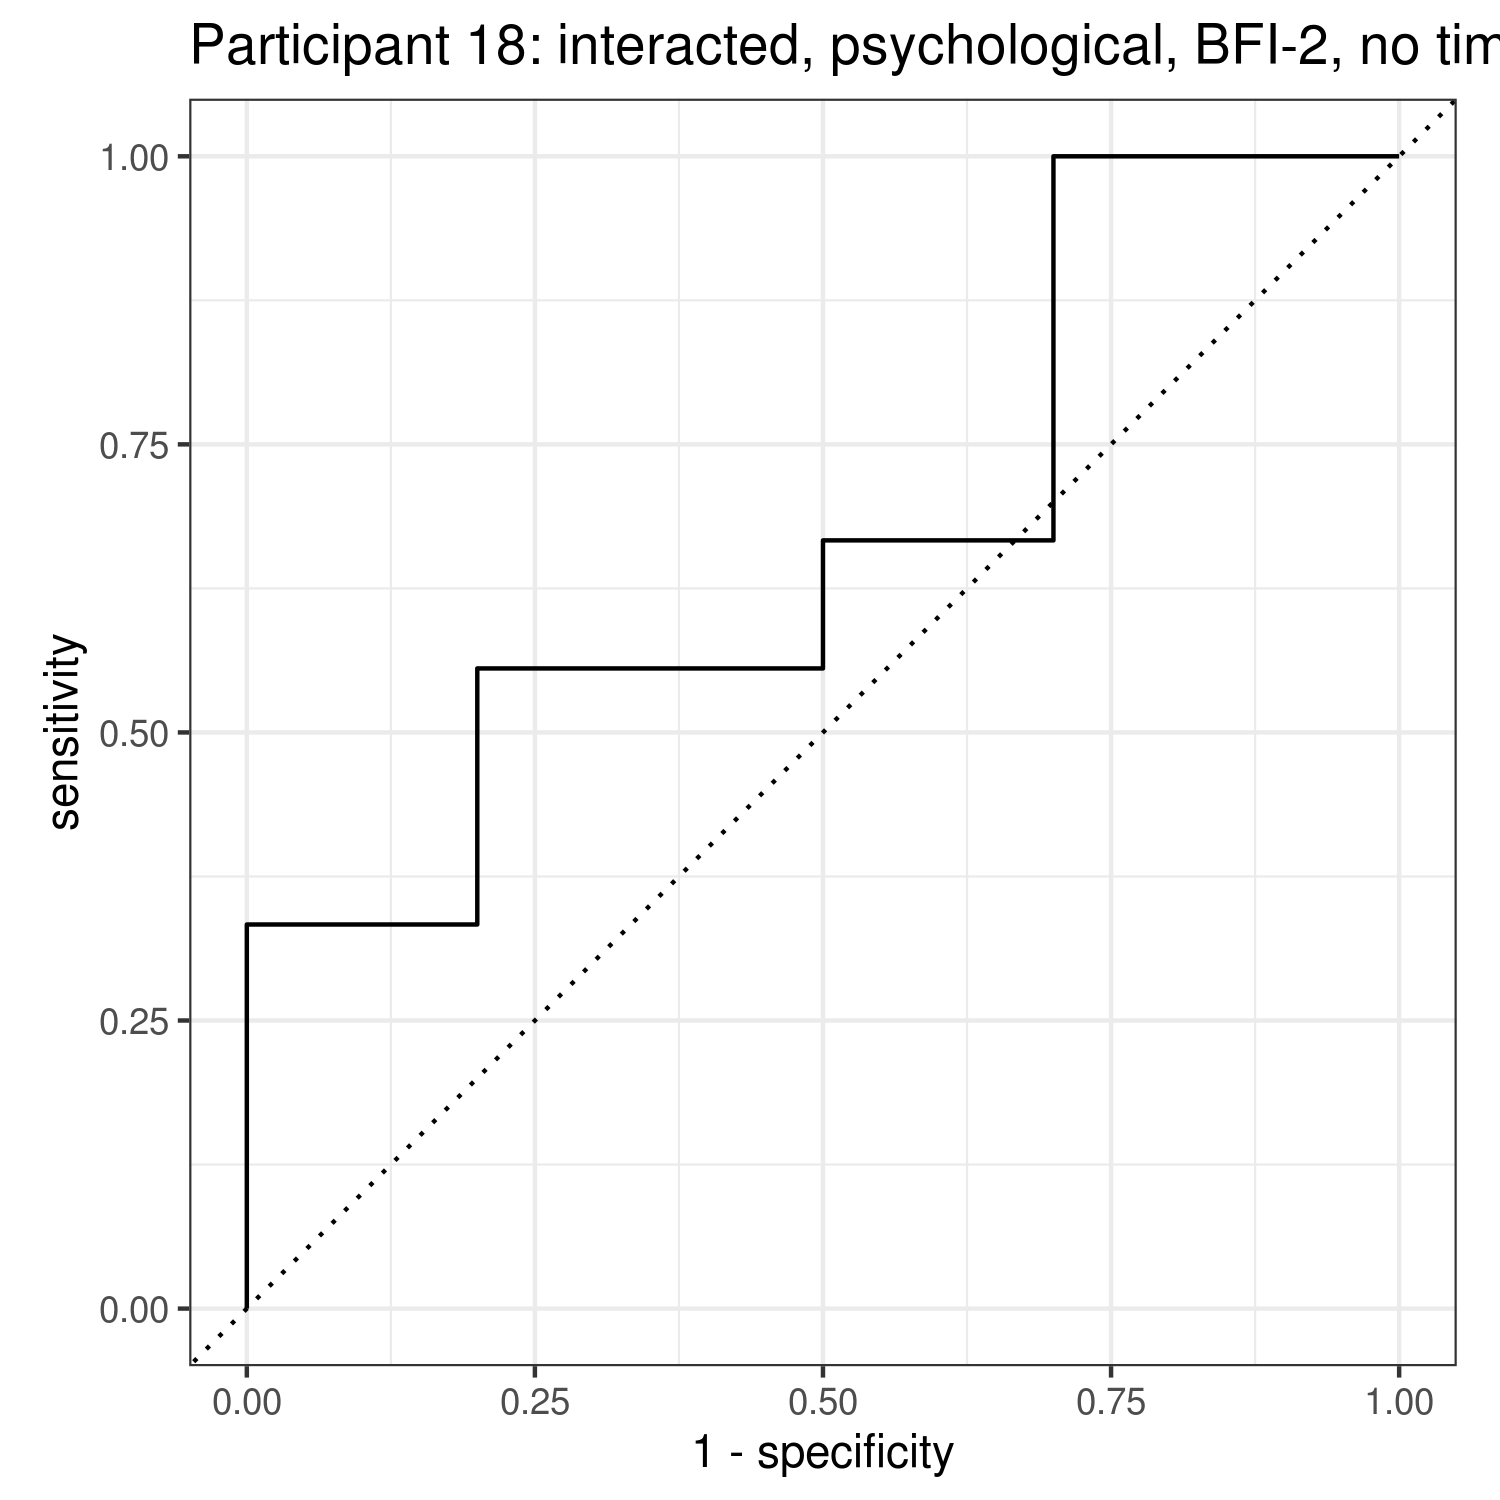 Participant 18: interacted, psychological, BFI-2, no tim
1.00
0.75
0.50
0.25
0.00
sensitivity
0.00 0.25 0.50 0.75 1.00
1 - specificity